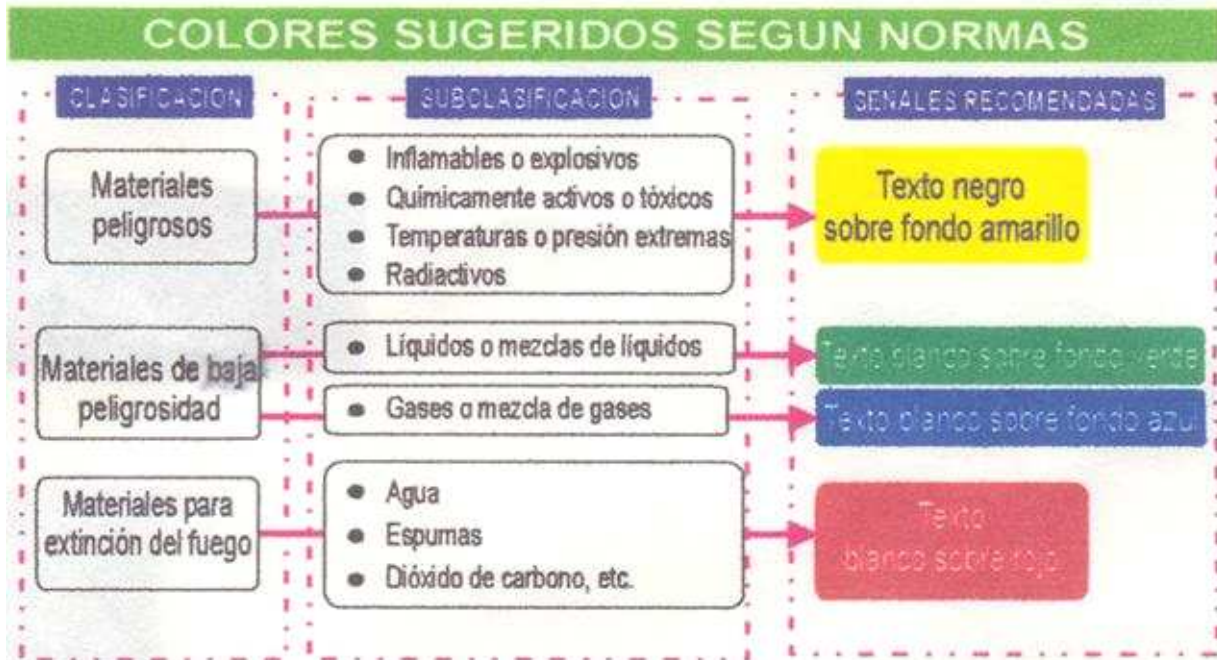 COLORES SUGERIDOS SEGUN NORMAS
CLASIFICACION
SUBCLASIFICACION
SEÑALES RECOMENDADAS
Materiales
peligrosos
• Inflamables o explosivos
• Químicamente activos o tóxicos
• Temperaturas o presión extremas
• Radiactivos
Texto negro
sobre fondo amarillo
Materiales de baja
peligrosidad
• Líquidos o mezclas de líquidos
Texto blanco sobre fondo verde
• Gases o mezcla de gases
Texto blanco sobre fondo azul
Materiales para
extinción del fuego
• Agua
• Espumas
• Dióxido de carbono, etc.
Texto
blanco sobre rojo